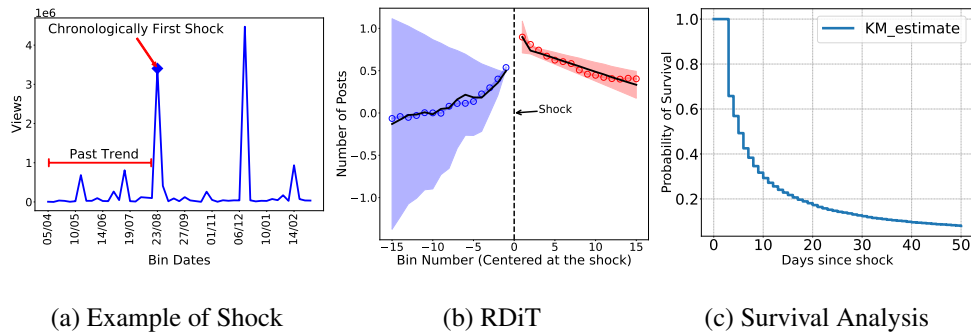 1e6
Chronologically First Shock
4
3
2
1
0
Past Trend
Views
05/04
10/05
14/06
19/07
23/08
27/09
01/11
06/12
10/01
14/02
Bin Dates
(a) Example of Shock
1.0
0.5
0.0
−0.5
−1.0
Number of Posts
Shock
−15 −10 −5 0 5 10 15
Bin Number (Centered at the shock)
(b) RDiT
1.0
0.8
0.6
0.4
0.2
Probability of Survival
KM_estimate
0 10 20 30 40 50
Days since shock
(c) Survival Analysis